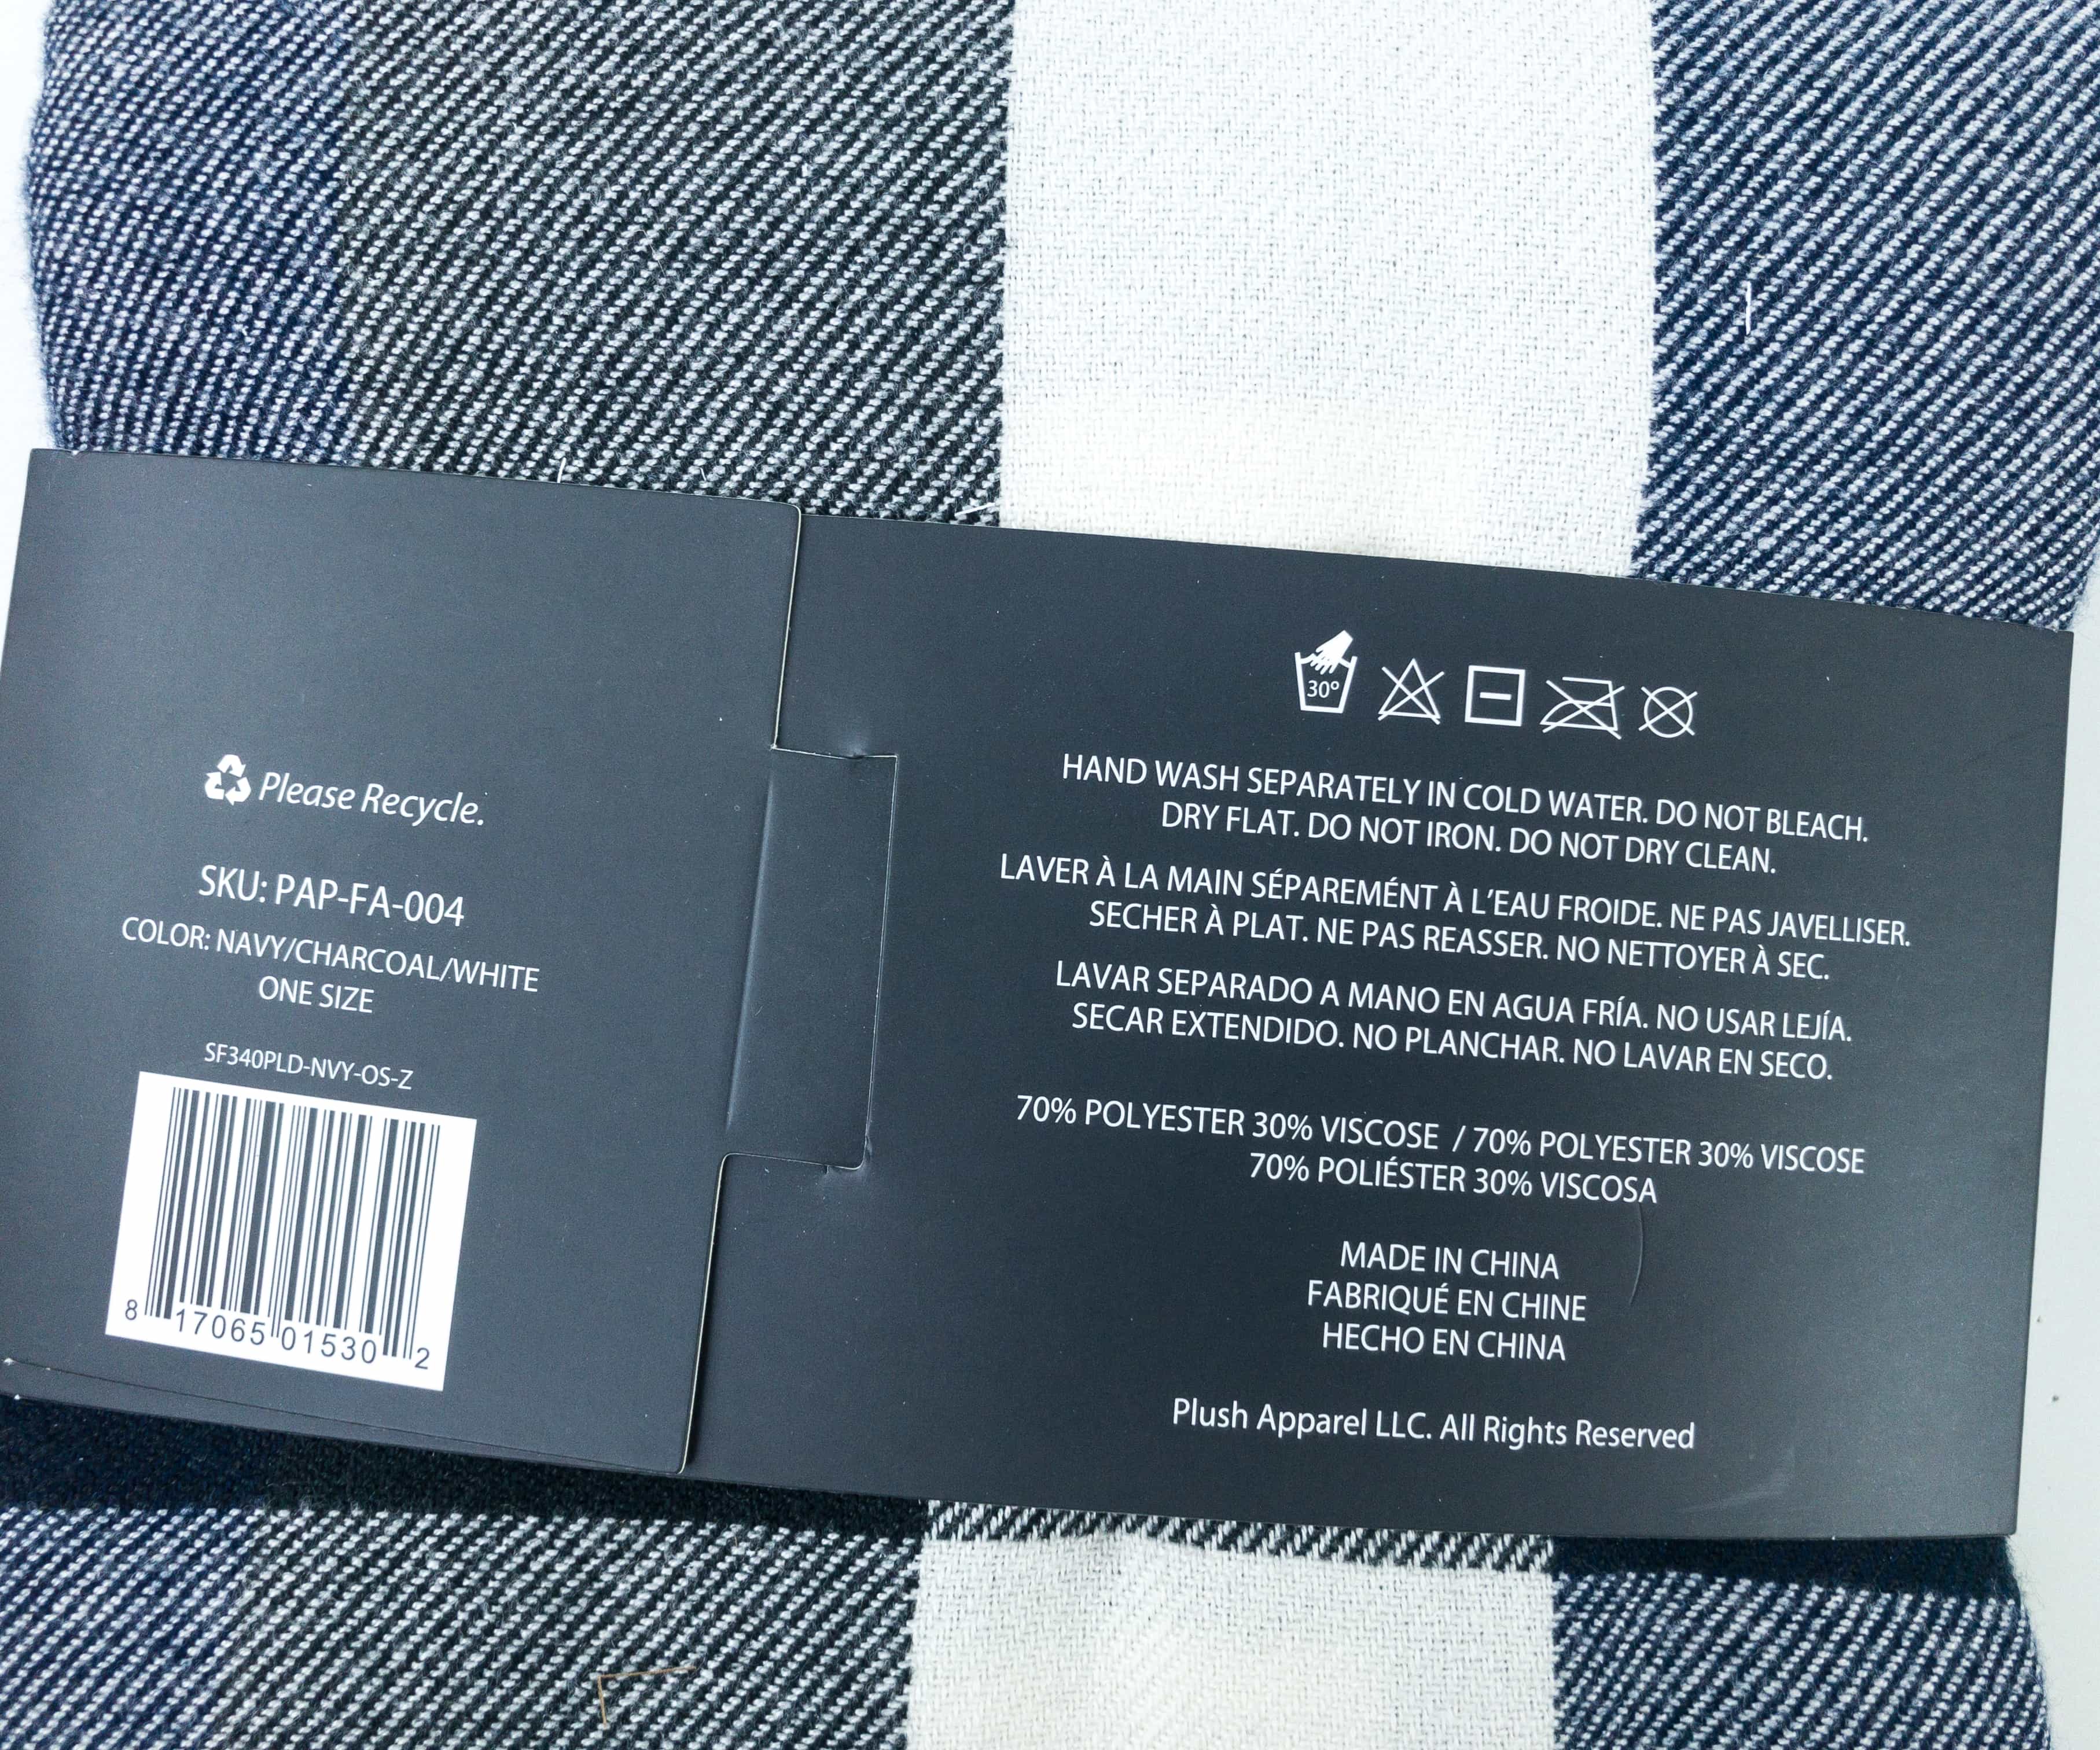 Please Recycle.
SKU: PAP-FA-004
COLOR: NAVY/CHARCOAL/WHITE
ONE SIZE
SF340PLD-NVY-OS-Z
8 17065 01530 2
30°
HAND WASH SEPARATELY IN COLD WATER. DO NOT BLEACH.
DRY FLAT. DO NOT IRON. DO NOT DRY CLEAN.
LAVER À LA MAIN SÉPAREMÉNT À L'EAU FROIDE. NE PAS JAVELLISER.
SECHER À PLAT. NE PAS REASSER. NO NETTOYER À SEC.
LAVAR SEPARADO A MANO EN AGUA FRÍA. NO USAR LEJÍA.
SECAR EXTENDIDO. NO PLANCHAR. NO LAVAR EN SECO.
70% POLYESTER 30% VISCOSE / 70% POLYESTER 30% VISCOSE
70% POLIÉSTER 30% VISCOSA
MADE IN CHINA
FABRIQUÉ EN CHINE
HECHO EN CHINA
Plush Apparel LLC. All Rights Reserved